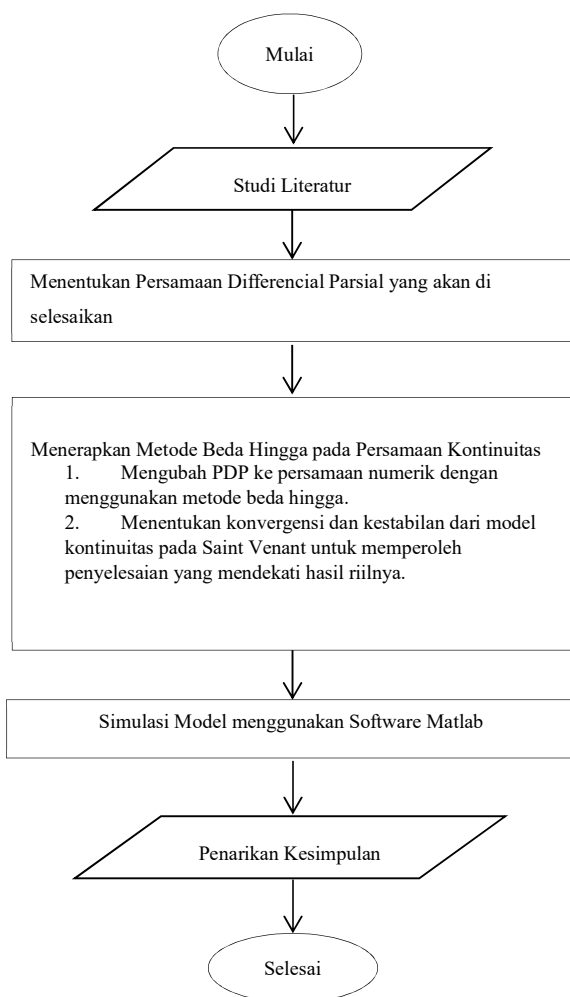 Mulai
Studi Literatur
Menentukan Persamaan Differencial Parsial yang akan di
selesaikan
Menerapkan Metode Beda Hingga pada Persamaan Kontinuitas
1. Mengubah PDP ke persamaan numerik dengan
menggunakan metode beda hingga.
2. Menentukan konvergensi dan kestabilan dari model
kontinuitas pada Saint Venant untuk memperoleh
penyelesaian yang mendekati hasil riilnya.
Simulasi Model menggunakan Software Matlab
Penarikan Kesimpulan
Selesai